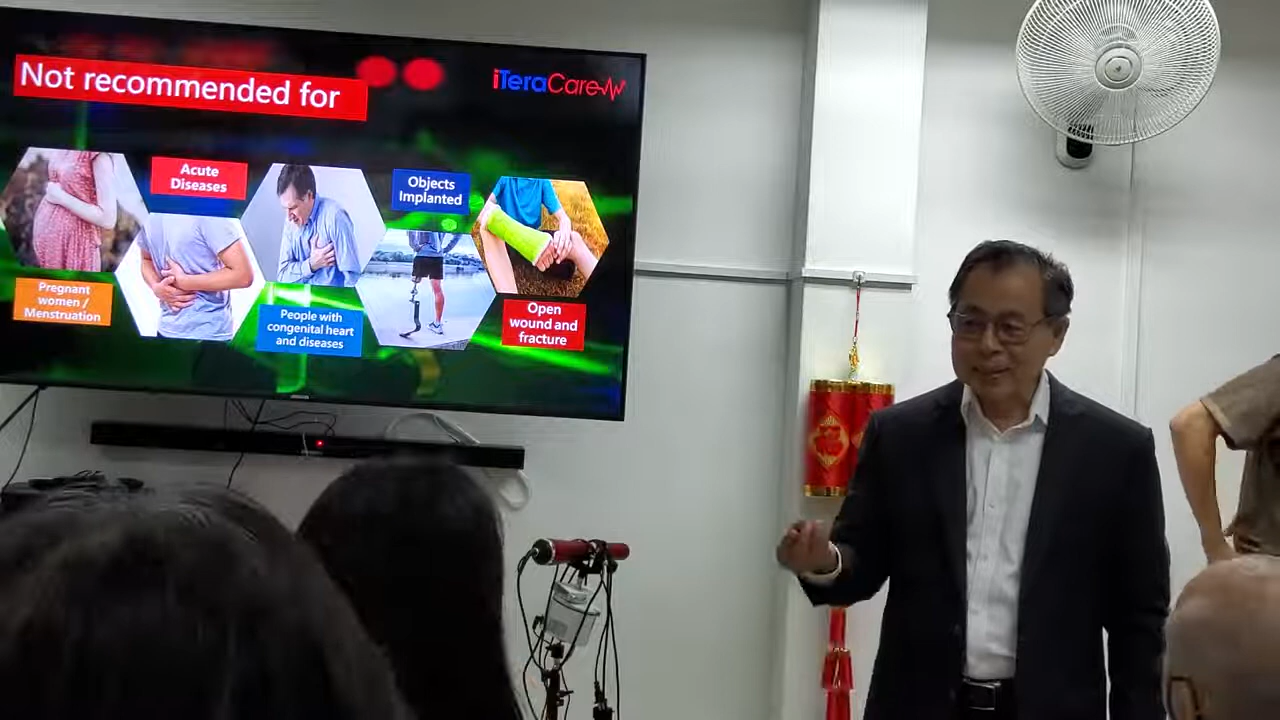 Not recommended for
iTeraCare
Acute
Diseases
Objects
Implanted
Pregnant
women /
Menstruation
People with
congenital heart
and diseases
Open
wound and
fracture